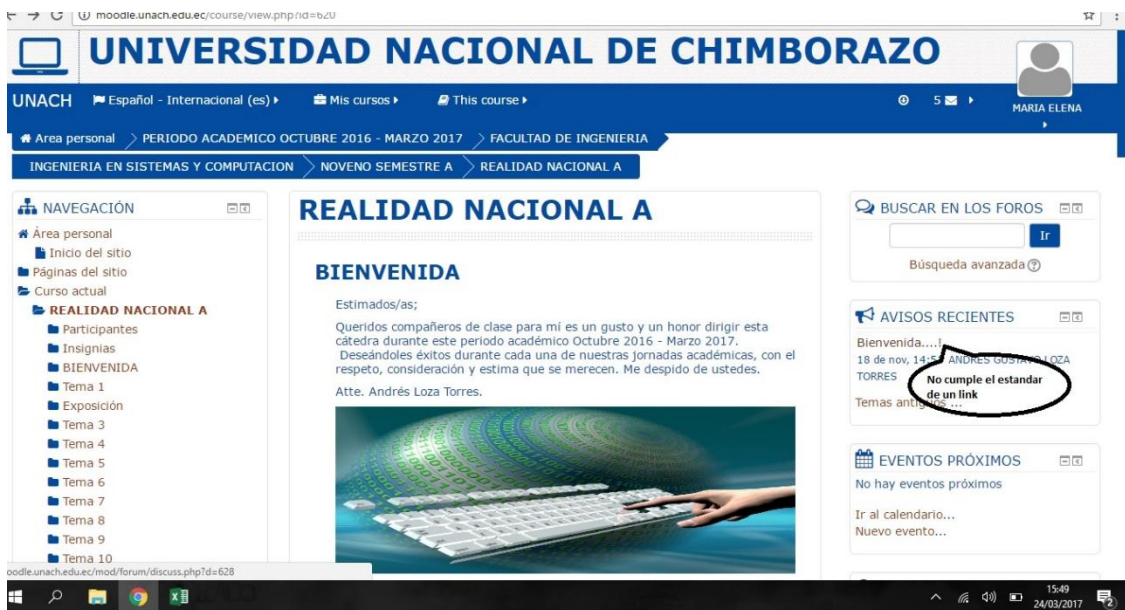 moodle.unach.edu.ec/course/view.php?id=620
UNIVERSIDAD NACIONAL DE CHIMBORAZO
UNACH Español - Internacional (es) Mis cursos This course 5 MARIA ELENA
Area personal PERIODO ACADEMICO OCTUBRE 2016 - MARZO 2017 FACULTAD DE INGENIERIA
INGENIERIA EN SISTEMAS Y COMPUTACION NOVENO SEMESTRE A REALIDAD NACIONAL A
NAVEGACIÓN
Área personal
Inicio del sitio
Páginas del sitio
Curso actual
REALIDAD NACIONAL A
Participantes
Insignias
BIENVENIDA
Tema 1
Exposición
Tema 3
Tema 4
Tema 5
Tema 6
Tema 7
Tema 8
Tema 9
Tema 10
REALIDAD NACIONAL A
BIENVENIDA
Estimados/as;
Queridos compañeros de clase para mí es un gusto y un honor dirigir esta
cátedra durante este periodo académico Octubre 2016 - Marzo 2017.
Deseándoles éxitos durante cada una de nuestras jornadas académicas, con el
respeto, consideración y estima que se merecen. Me despido de ustedes.
Atte. Andrés Loza Torres.
BUSCAR EN LOS FOROS
Ir
Búsqueda avanzada
AVISOS RECIENTES
Bienvenida....!
18 de nov, ANDRES GUSTAVO LOZA
TORRES
No cumple el estandar
de un link
Temas antiguos ...
EVENTOS PRÓXIMOS
No hay eventos próximos
Ir al calendario...
Nuevo evento...
oodle.unach.edu.ec/mod/forum/discuss.php?d=628
15:49
24/03/2017
2